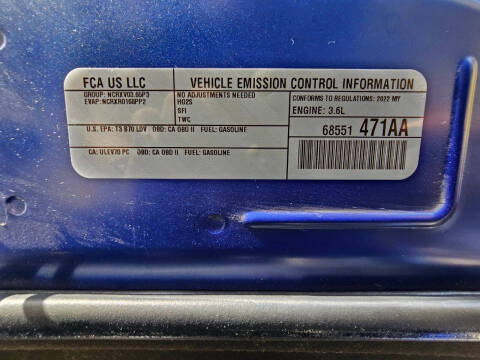 FCA US LLC
VEHICLE EMISSION CONTROL INFORMATION
GROUP: NCRXV03.65P3
EVAP: NCRXR0158PP2
NO ADJUSTMENTS NEEDED
HO2S
SFI
TWC
CONFORMS TO REGULATIONS: 2022 MY
ENGINE: 3.6L
U.S. EPA: T3 B70 LDV OBD: CA OBD II FUEL: GASOLINE
68551 471AA
CA: ULEV70 PC OBD: CA OBD II FUEL: GASOLINE